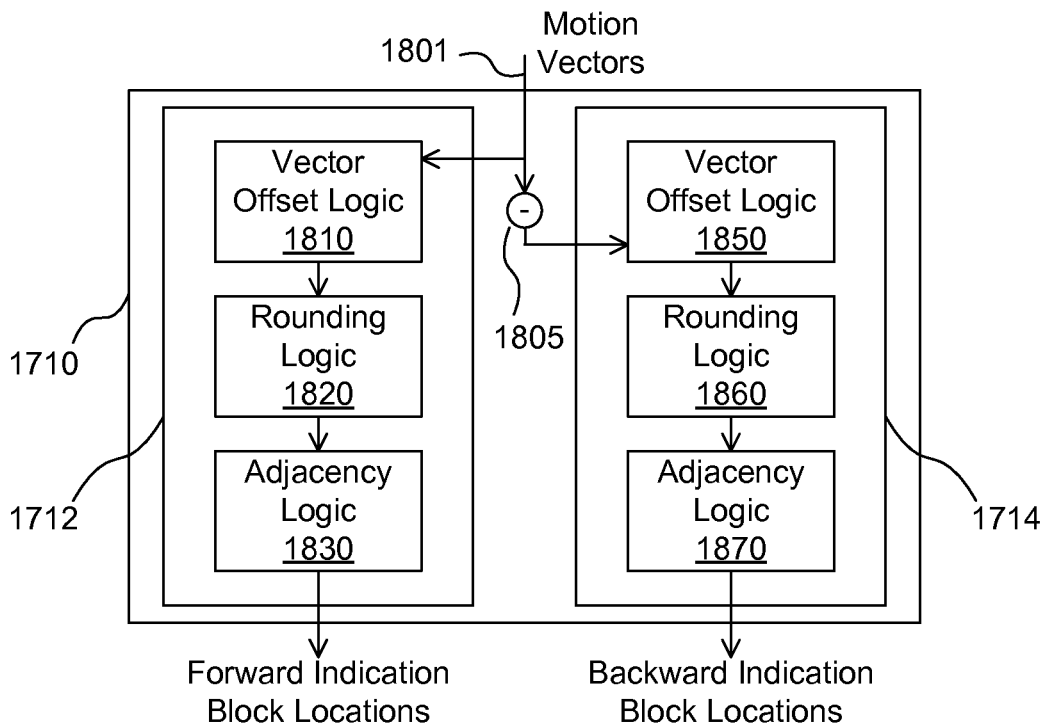 Motion
Vectors
1801
Vector
Offset Logic
1810
-
Vector
Offset Logic
1850
1805
Rounding
Logic
1820
Rounding
Logic
1860
1710
Adjacency
Logic
1830
Adjacency
Logic
1870
1712
1714
Forward Indication
Block Locations
Backward Indication
Block Locations